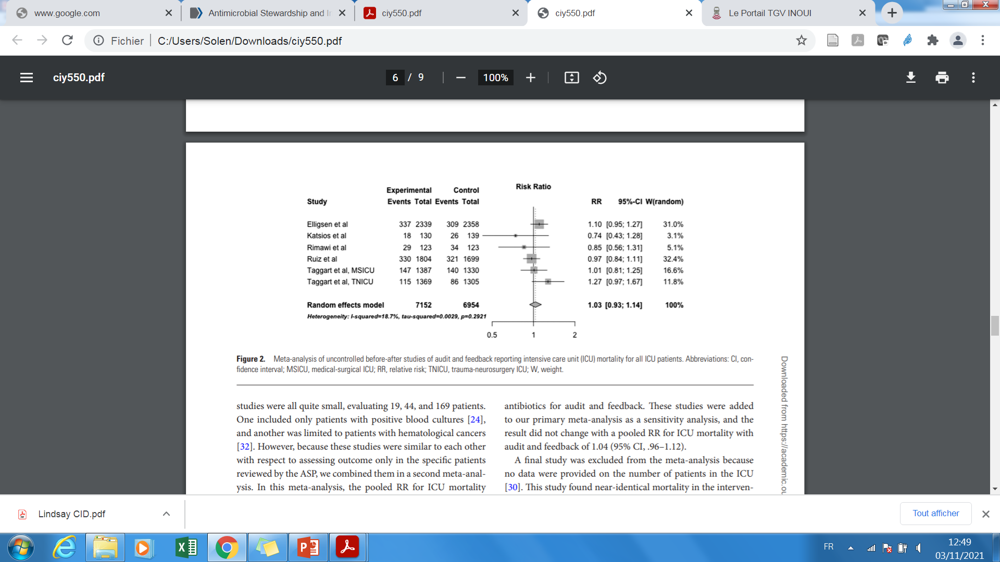 www.google.com
Antimicrobial Stewardship and In
ciy550.pdf
ciy550.pdf
Le Portail TGV INOUI
Fichier
C:/Users/Solen/Downloads/ciy550.pdf
ciy550.pdf
6 / 9
100%
Risk Ratio
Experimental Control
Study Events Total Events Total RR 95%-CI W(random)
Elligsen et al 337 2339 309 2358 1.10 [0.95; 1.27] 31.0%
Katsios et al 18 130 26 139 0.74 [0.43; 1.28] 3.1%
Rimawi et al 29 123 34 123 0.85 [0.56; 1.31] 5.1%
Ruiz et al 330 1804 321 1699 0.97 [0.84; 1.11] 32.4%
Taggart et al, MSICU 147 1387 140 1330 1.01 [0.81; 1.25] 16.6%
Taggart et al, TNICU 115 1369 86 1305 1.27 [0.97; 1.67] 11.8%
Random effects model 7152 6954 1.03 [0.93; 1.14] 100%
Heterogeneity: I-squared=18.7%, tau-squared=0.0029, p=0.2921
0.5 1 2
Figure 2. Meta-analysis of uncontrolled before-after studies of audit and feedback reporting intensive care unit (ICU) mortality for all ICU patients. Abbreviations: CI, con-
fidence interval; MSICU, medical-surgical ICU; RR, relative risk; TNICU, trauma-neurosurgery ICU; W, weight.
studies were all quite small, evaluating 19, 44, and 169 patients.
One included only patients with positive blood cultures [24],
and another was limited to patients with hematological cancers
[32]. However, because these studies were similar to each other
with respect to assessing outcome only in the specific patients
reviewed by the ASP, we combined them in a second meta-anal-
ysis. In this meta-analysis, the pooled RR for ICU mortality
antibiotics for audit and feedback. These studies were added
to our primary meta-analysis as a sensitivity analysis, and the
result did not change with a pooled RR for ICU mortality with
audit and feedback of 1.04 (95% CI, .96–1.12).
A final study was excluded from the meta-analysis because
no data were provided on the number of patients in the ICU
[30]. This study found near-identical mortality in the interven-
Downloaded from https://academic.ou
Lindsay CID.pdf
Tout afficher
FR
12:49
03/11/2021